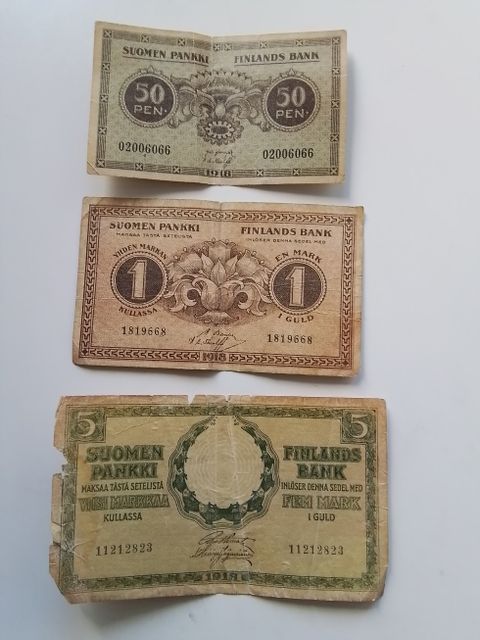 SUOMEN PANKKI FINLANDS BANK
50 PEN. 50 PEN.
02006066 02006066
1918
SUOMEN PANKKI FINLANDS BANK
MAKSAA TÄSTÄ SETELISTÄ INLÖSER DENNA SEDEL MED
YHDEN MARKAN EN MARK
1 1
KULLASSA I GULD
1819668 1819668
1918
5 5
SUOMEN FINLANDS
PANKKI BANK
MAKSAA TÄSTÄ SETELISTÄ INLÖSER DENNA SEDEL MED
VIISI MARKKAA FEM MARK
KULLASSA I GULD
11212823 11212823